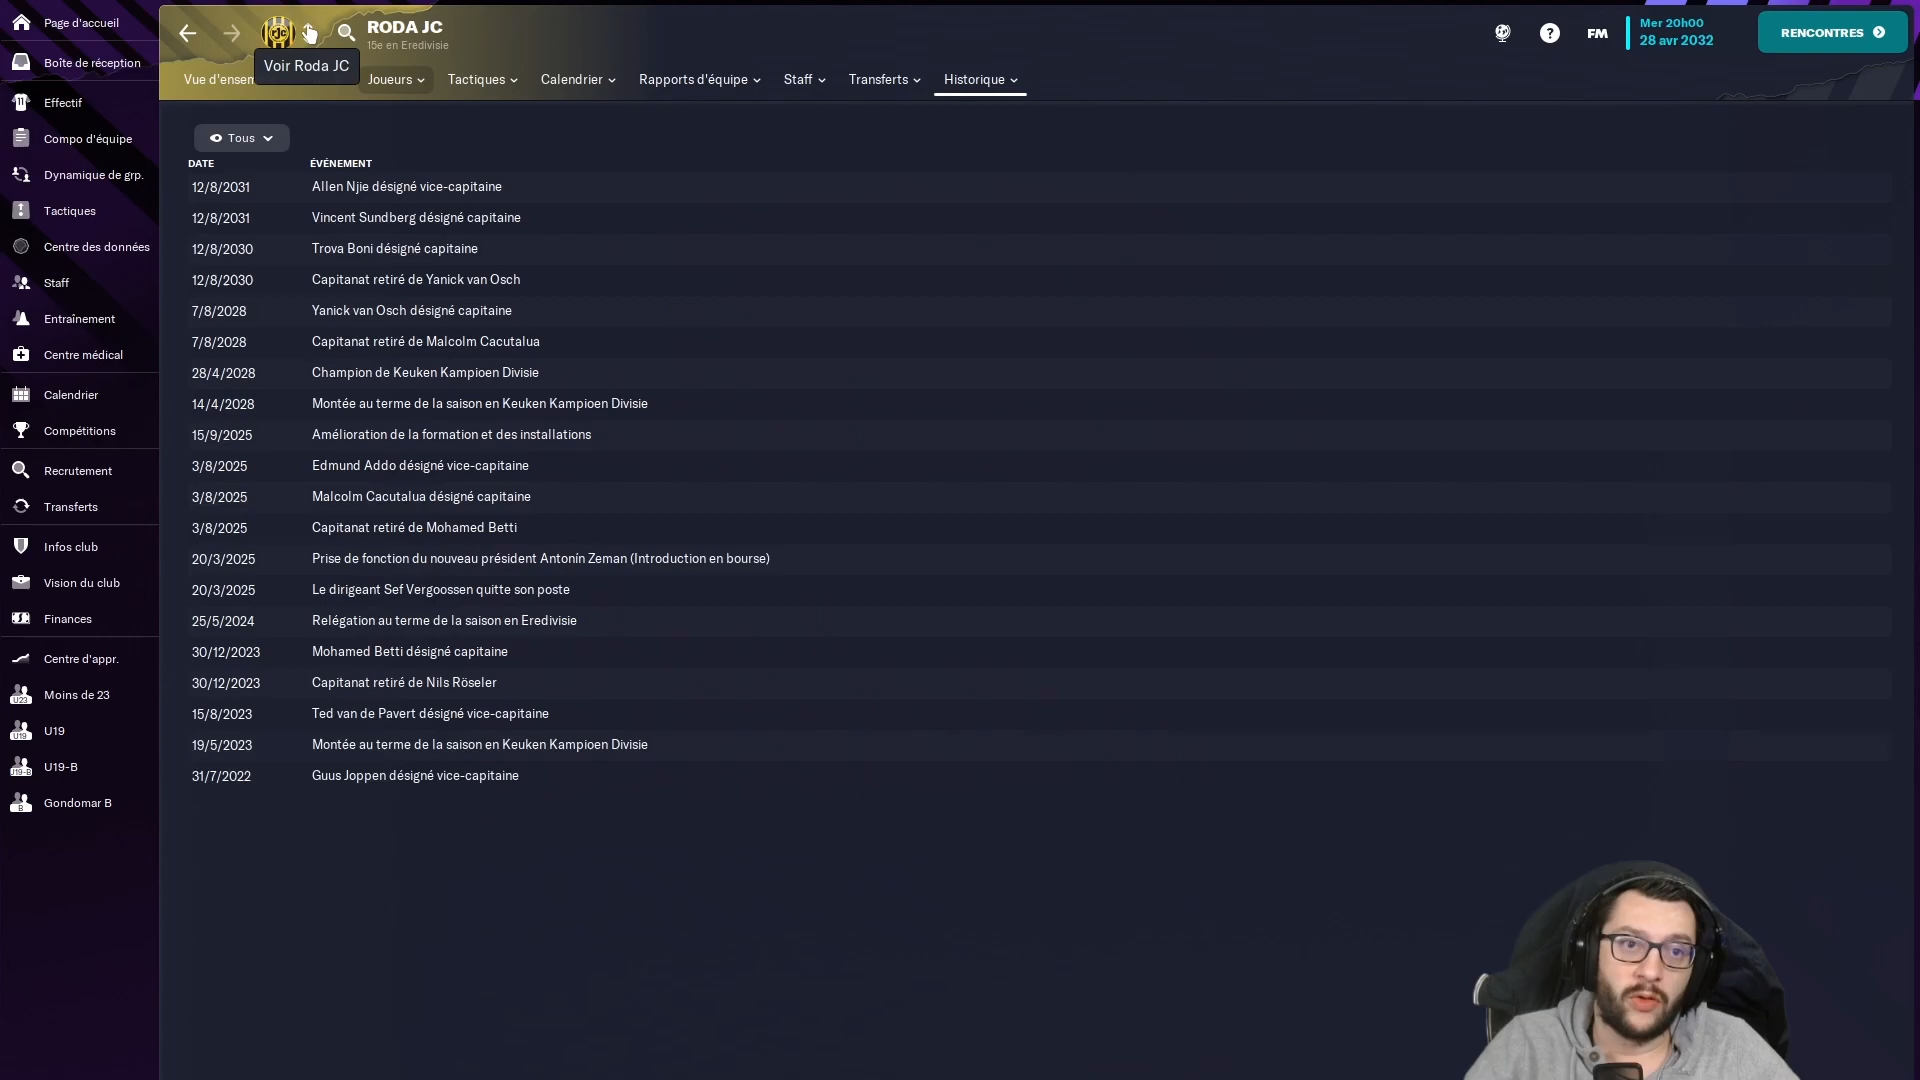 Page d'accueil
Boîte de réception
Effectif
Compo d'équipe
Dynamique de grp.
Tactiques
Centre des données
Staff
Entraînement
Centre médical
Calendrier
Compétitions
Recrutement
Transferts
Infos club
Vision du club
Finances
Centre d'appr.
U23 Moins de 23
U19 U19
U19-B
B Gondomar B
RODA JC
15e en Eredivisie
Voir Roda JC
Vue d'ensem
Joueurs
Tactiques
Calendrier
Rapports d'équipe
Staff
Transferts
Historique
?
FM
Mer 20h00
28 avr 2032
RENCONTRES
Tous
DATE ÉVÉNEMENT
12/8/2031 Allen Njie désigné vice-capitaine
12/8/2031 Vincent Sundberg désigné capitaine
12/8/2030 Trova Boni désigné capitaine
12/8/2030 Capitanat retiré de Yanick van Osch
7/8/2028 Yanick van Osch désigné capitaine
7/8/2028 Capitanat retiré de Malcolm Cacutalua
28/4/2028 Champion de Keuken Kampioen Divisie
14/4/2028 Montée au terme de la saison en Keuken Kampioen Divisie
15/9/2025 Amélioration de la formation et des installations
3/8/2025 Edmund Addo désigné vice-capitaine
3/8/2025 Malcolm Cacutalua désigné capitaine
3/8/2025 Capitanat retiré de Mohamed Betti
20/3/2025 Prise de fonction du nouveau président Antonín Zeman (Introduction en bourse)
20/3/2025 Le dirigeant Sef Vergoossen quitte son poste
25/5/2024 Relégation au terme de la saison en Eredivisie
30/12/2023 Mohamed Betti désigné capitaine
30/12/2023 Capitanat retiré de Nils Röseler
15/8/2023 Ted van de Pavert désigné vice-capitaine
19/5/2023 Montée au terme de la saison en Keuken Kampioen Divisie
31/7/2022 Guus Joppen désigné vice-capitaine